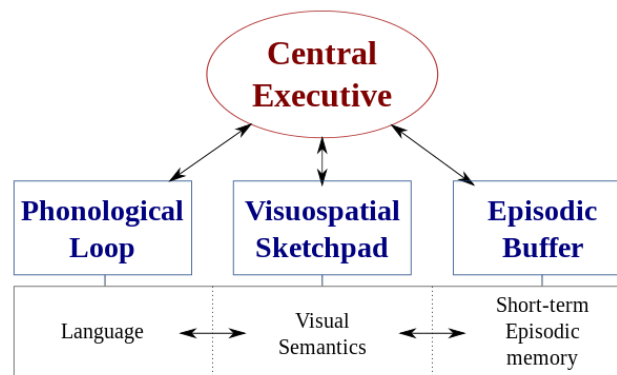 Central
Executive
Phonological
Loop
Visuospatial
Sketchpad
Episodic
Buffer
Language
Visual
Semantics
Short-term
Episodic
memory